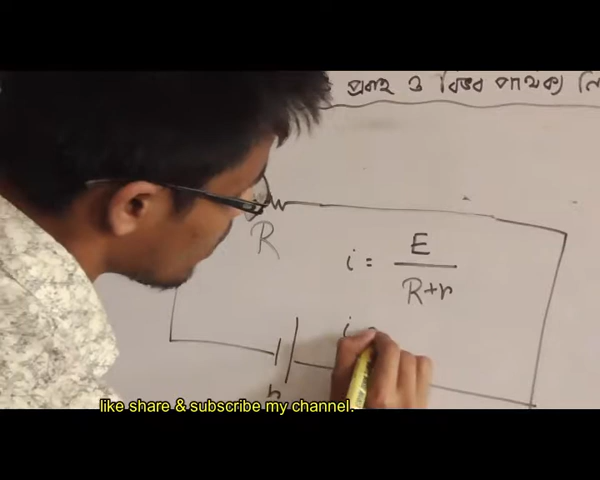 প্রবাহ ও বিভব পার্থক্য নি
R
i = E
R+r
i =
r
like share & subscribe my channel.